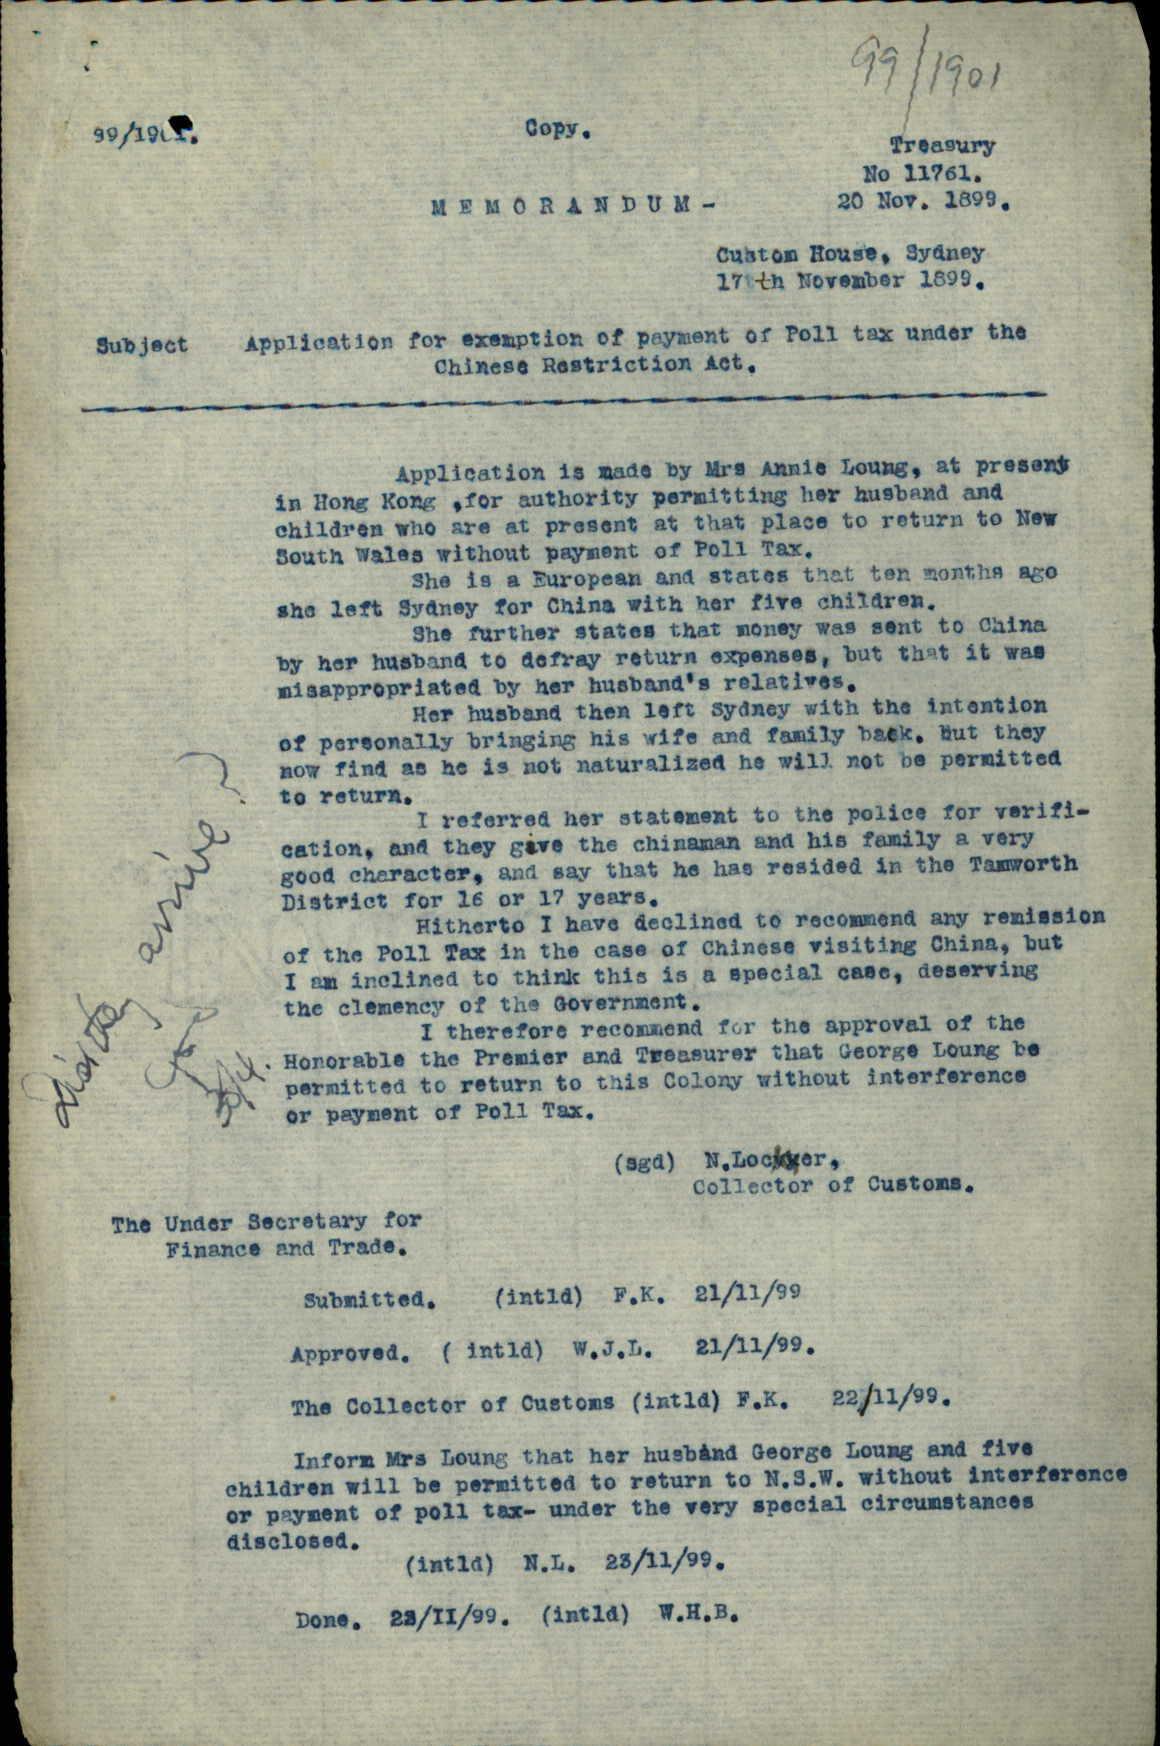 99/1901
99/1901.
Copy.
Treasury
No 11761.
20 Nov. 1899.
MEMORANDUM-
Custom House, Sydney
17th November 1899.
Subject Application for exemption of payment of Poll tax under the
Chinese Restriction Act.
Application is made by Mrs Annie Loung, at present
in Hong Kong ,for authority permitting her husband and
children who are at present at that place to return to New
South Wales without payment of Poll Tax.
She is a European and states that ten months ago
she left Sydney for China with her five children.
She further states that money was sent to China
by her husband to defray return expenses, but that it was
misappropriated by her husband's relatives.
Her husband then left Sydney with the intention
of personally bringing his wife and family back. But they
now find as he is not naturalized he will not be permitted
to return.
I referred her statement to the police for verifi-
cation, and they give the chinaman and his family a very
good character, and say that he has resided in the Tamworth
District for 16 or 17 years.
Hitherto I have declined to recommend any remission
of the Poll Tax in the case of Chinese visiting China, but
I am inclined to think this is a special case, deserving
the clemency of the Government.
I therefore recommend for the approval of the
Honorable the Premier and Treasurer that George Loung be
permitted to return to this Colony without interference
or payment of Poll Tax.
(sgd) N.Lockyer,
Collector of Customs.
The Under Secretary for
Finance and Trade.
Submitted. (intld) F.K. 21/11/99
Approved. ( intld) W.J.L. 21/11/99.
The Collector of Customs (intld) F.K. 22/11/99.
Inform Mrs Loung that her husband George Loung and five
children will be permitted to return to N.S.W. without interference
or payment of poll tax- under the very special circumstances
disclosed.
(intld) N.L. 23/11/99.
Done. 23/II/99. (intld) W.H.B.
Did they arrive ?